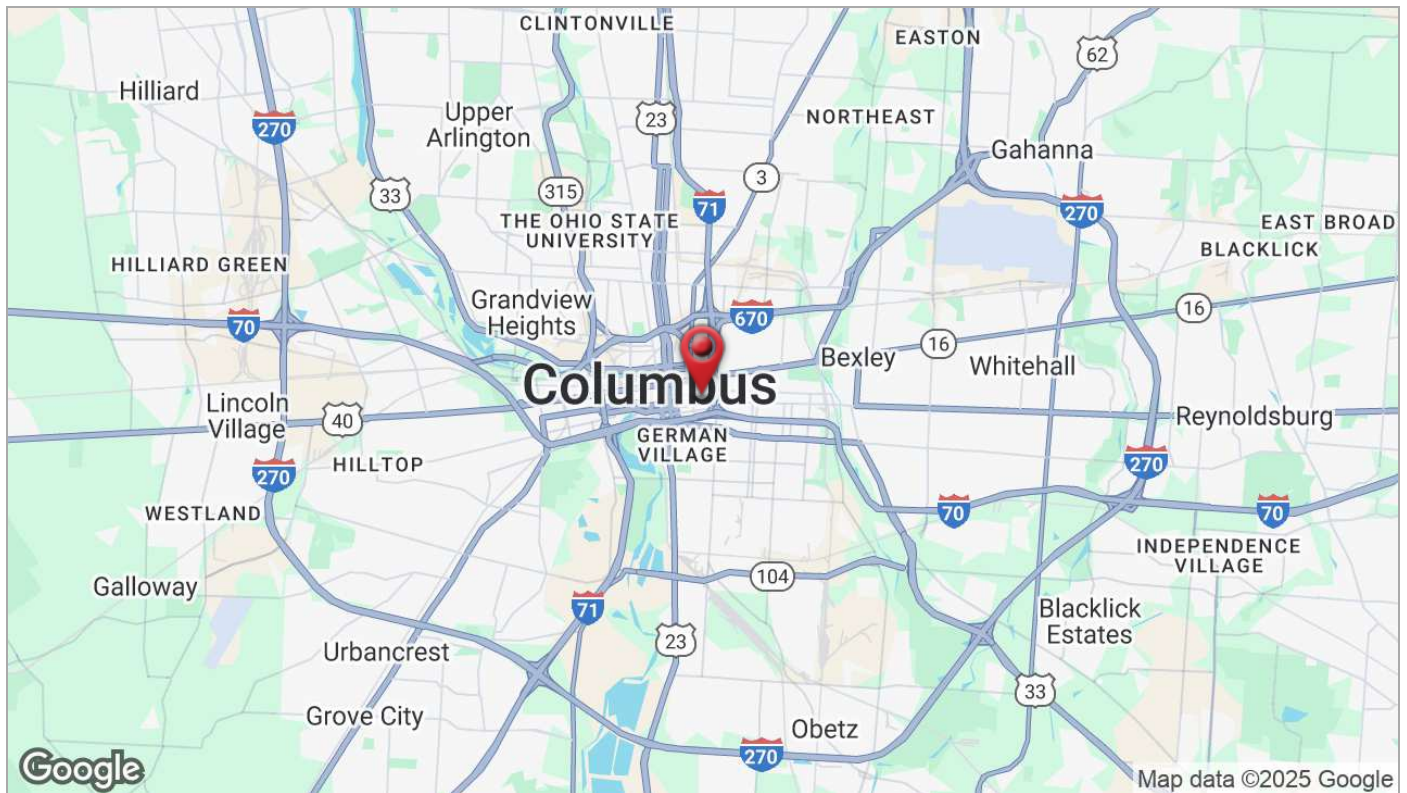 CLINTONVILLE
EASTON
62
Hilliard
Upper
Arlington
270
23
NORTHEAST
Gahanna
33
315
3
71
270
THE OHIO STATE
UNIVERSITY
EAST BROAD
BLACKLICK
HILLIARD GREEN
Grandview
Heights
70
670
16
16
Bexley
Whitehall
Columbus
Lincoln
Village
40
Reynoldsburg
GERMAN
VILLAGE
HILLTOP
270
270
WESTLAND
70
70
INDEPENDENCE
VILLAGE
Galloway
104
71
Blacklick
Estates
23
Urbancrest
33
Grove City
Obetz
270
Google
Map data ©2025 Google